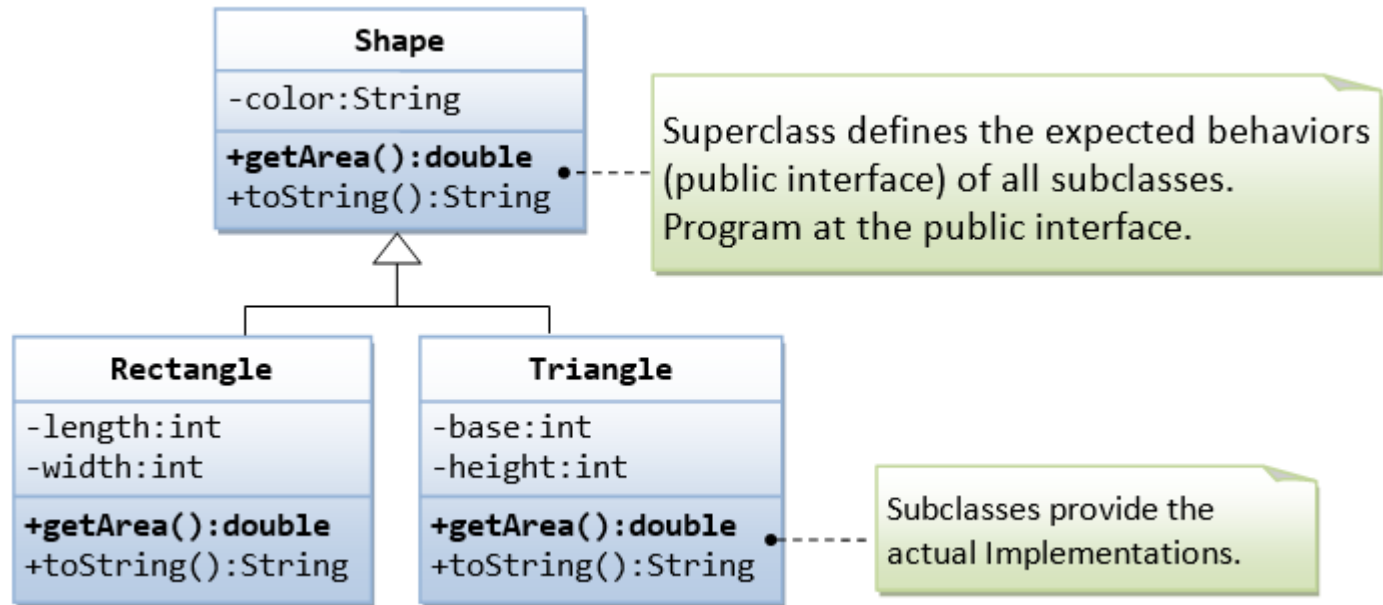 Shape
-color:String
+getArea():double
+toString():String
Superclass defines the expected behaviors
(public interface) of all subclasses.
Program at the public interface.
Rectangle
-length:int
-width:int
+getArea():double
+toString():String
Triangle
-base:int
-height:int
+getArea():double
+toString():String
Subclasses provide the
actual Implementations.